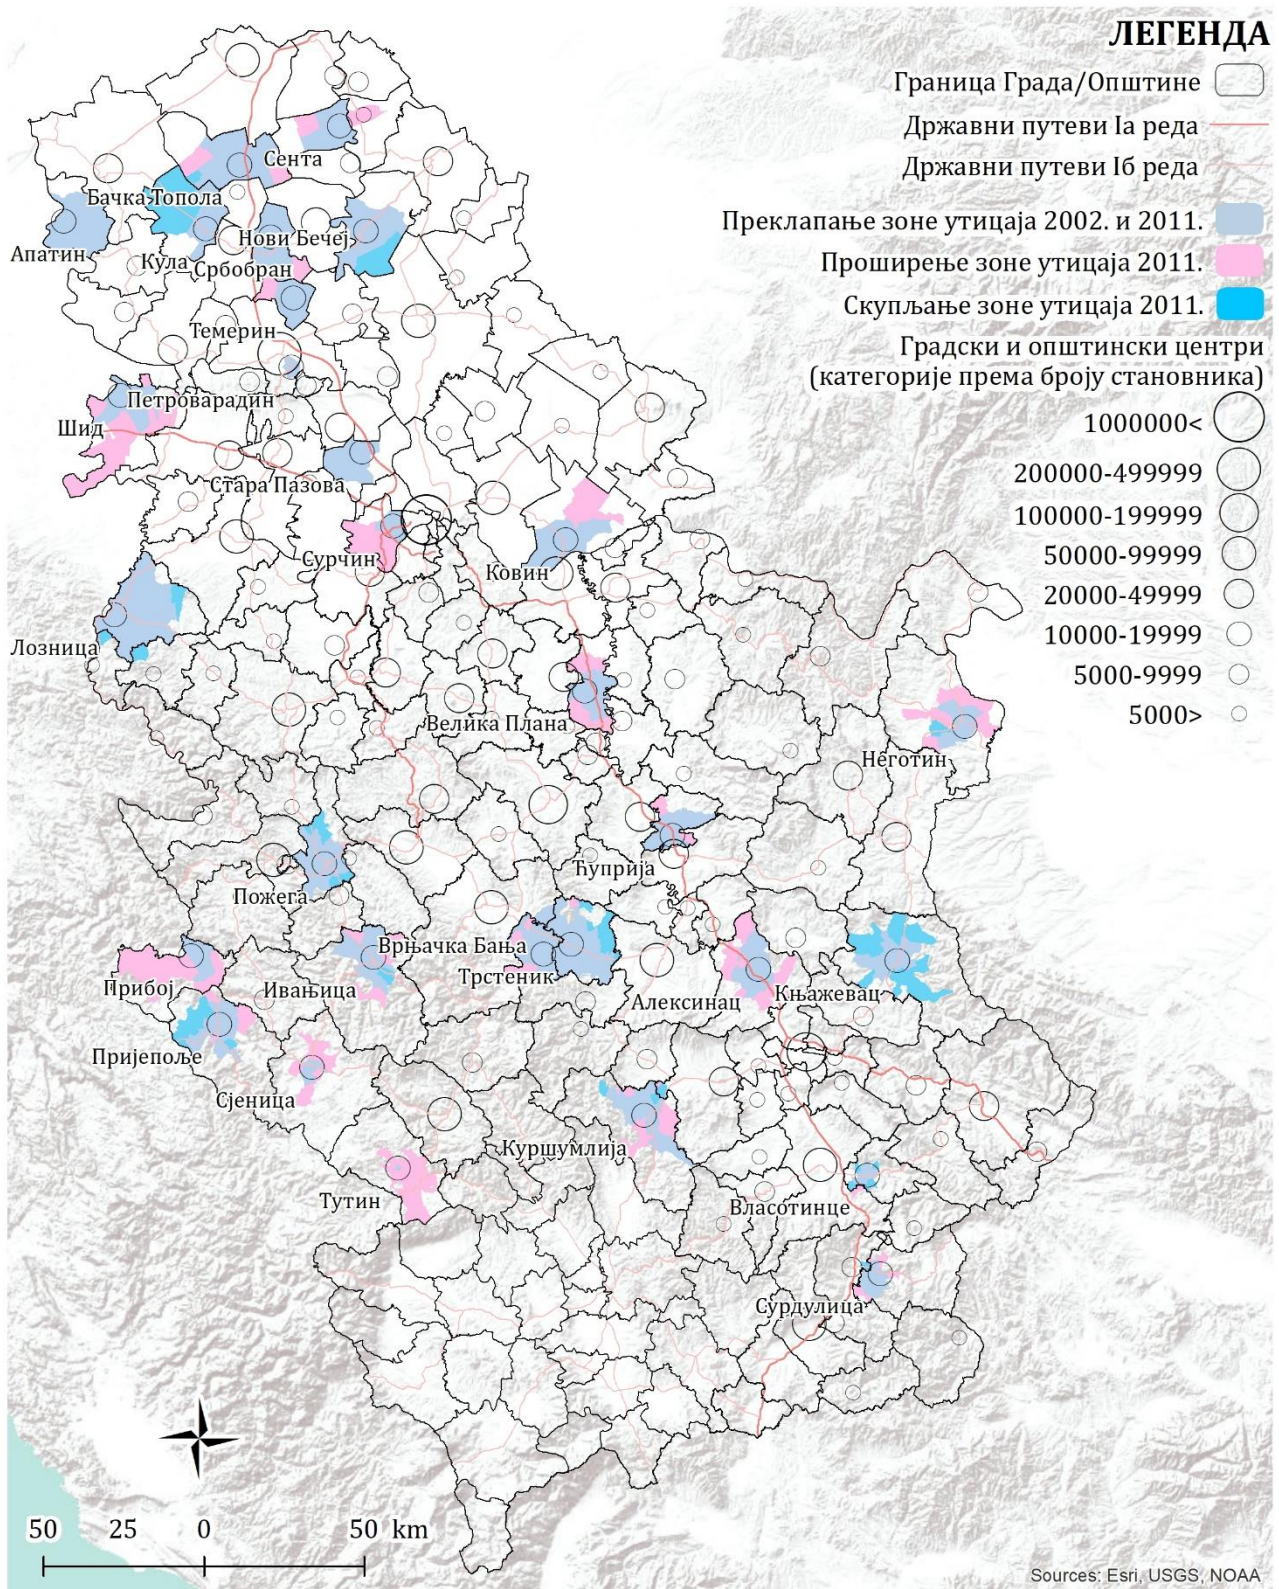 ЛЕГЕНДА
Граница Града/Општине
Државни путеви Iа реда
Државни путеви Iб реда
Преклапање зоне утицаја 2002. и 2011.
Проширење зоне утицаја 2011.
Скупљање зоне утицаја 2011.
Градски и општински центри
(категорије према броју становника)
1000000<
200000-499999
100000-199999
50000-99999
20000-49999
10000-19999
5000-9999
5000>
Сента
Бачка Топола
Апатин
Кула
Нови Бечеј
Србобран
Темерин
Петроварадин
Шид
Стара Пазова
Сурчин
Ковин
Лозница
Велика Плана
Неготин
Ћуприја
Пожега
Врњачка Бања
Трстеник
Прибој
Ивањица
Алексинац
Књажевац
Пријепоље
Сјеница
Куршумлија
Тутин
Власотинце
Сурдулица
50 25 0 50 km
Sources: Esri, USGS, NOAA